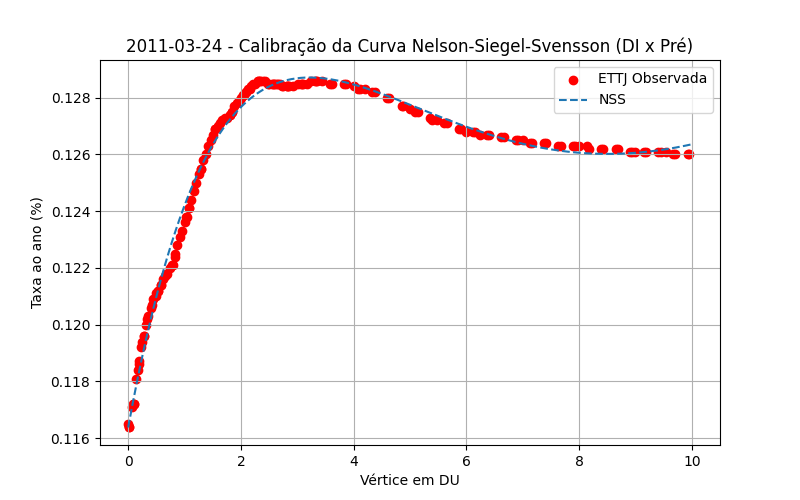 2011-03-24 - Calibração da Curva Nelson-Siegel-Svensson (DI x Pré)
ETTJ Observada
NSS
Taxa ao ano (%)
0.128
0.126
0.124
0.122
0.120
0.118
0.116
0 2 4 6 8 10
Vértice em DU